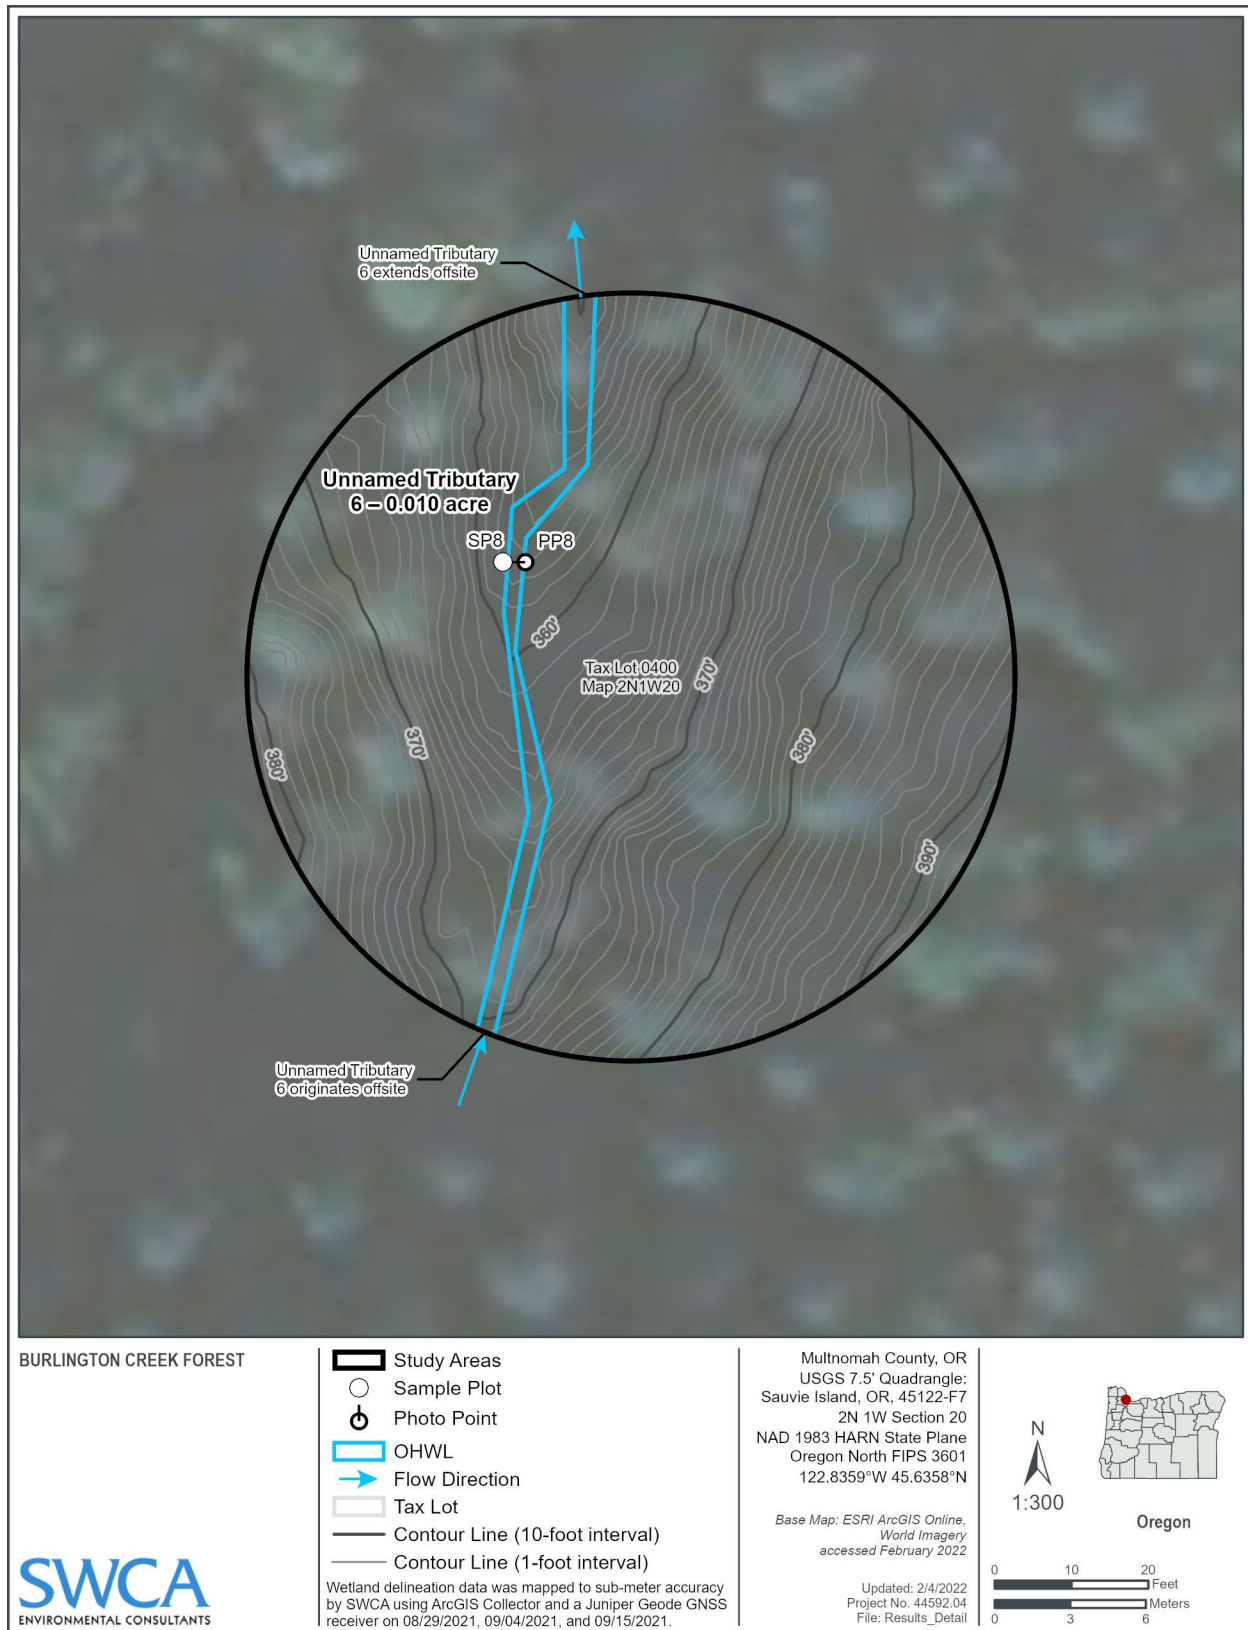 Unnamed Tributary
6 extends offsite
Unnamed Tributary
6 – 0.010 acre
SP8
PP8
360'
Tax Lot 0400
Map 2N1W20
370'
370'
380'
380'
390'
Unnamed Tributary
6 originates offsite
BURLINGTON CREEK FOREST
SWCA
ENVIRONMENTAL CONSULTANTS
Study Areas
Sample Plot
Photo Point
OHWL
Flow Direction
Tax Lot
Contour Line (10-foot interval)
Contour Line (1-foot interval)
Wetland delineation data was mapped to sub-meter accuracy
by SWCA using ArcGIS Collector and a Juniper Geode GNSS
receiver on 08/29/2021, 09/04/2021, and 09/15/2021.
Multnomah County, OR
USGS 7.5' Quadrangle:
Sauvie Island, OR, 45122-F7
2N 1W Section 20
NAD 1983 HARN State Plane
Oregon North FIPS 3601
122.8359°W 45.6358°N
Base Map: ESRI ArcGIS Online,
World Imagery
accessed February 2022
Updated: 2/4/2022
Project No. 44592.04
File: Results_Detail
N
1:300
Oregon
0 10 20
Feet
Meters
0 3 6